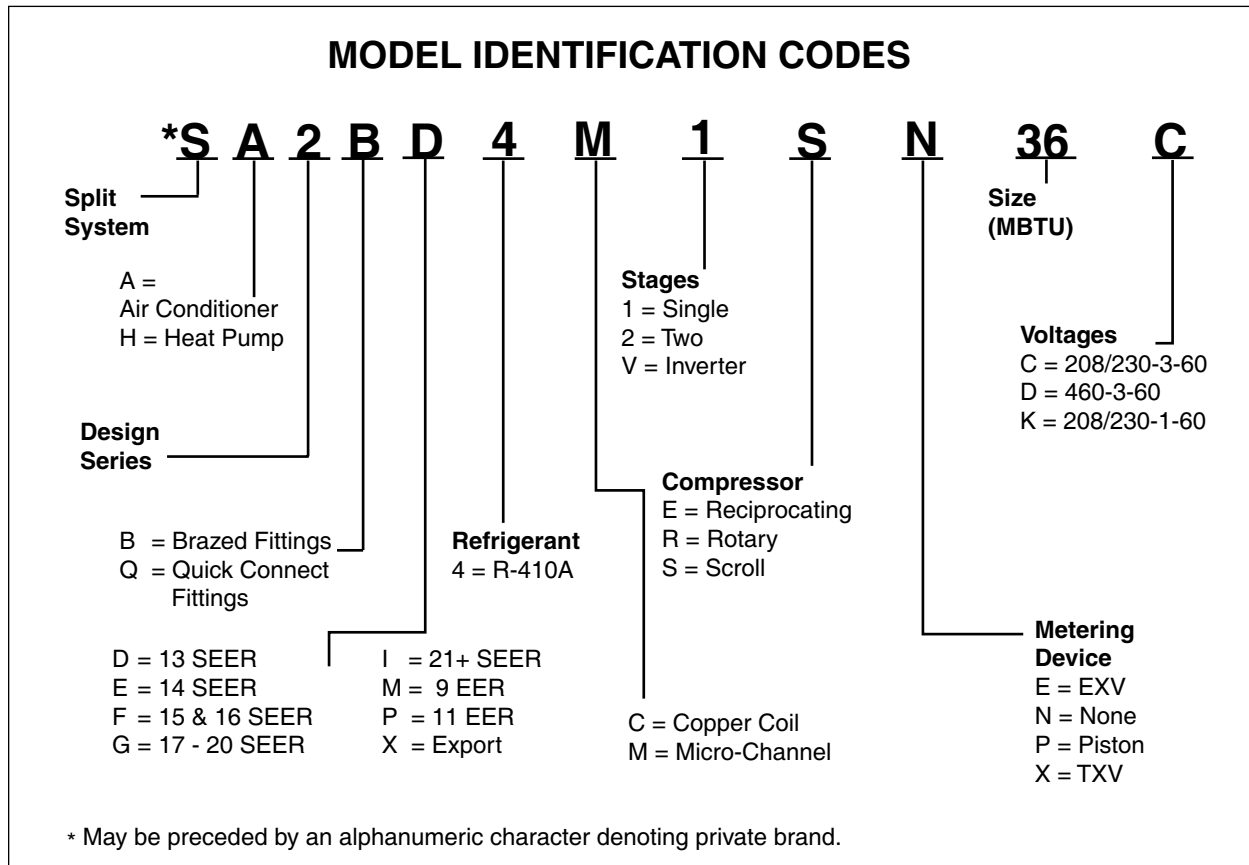 MODEL IDENTIFICATION CODES
*S A 2 B D 4 M 1 S N 36 C
Split
System
A =
Air Conditioner
H = Heat Pump
Design
Series
B = Brazed Fittings
Q = Quick Connect
Fittings
D = 13 SEER
E = 14 SEER
F = 15 & 16 SEER
G = 17 - 20 SEER
I = 21+ SEER
M = 9 EER
P = 11 EER
X = Export
Refrigerant
4 = R-410A
C = Copper Coil
M = Micro-Channel
Stages
1 = Single
2 = Two
V = Inverter
Compressor
E = Reciprocating
R = Rotary
S = Scroll
Metering
Device
E = EXV
N = None
P = Piston
X = TXV
Size
(MBTU)
Voltages
C = 208/230-3-60
D = 460-3-60
K = 208/230-1-60
* May be preceded by an alphanumeric character denoting private brand.